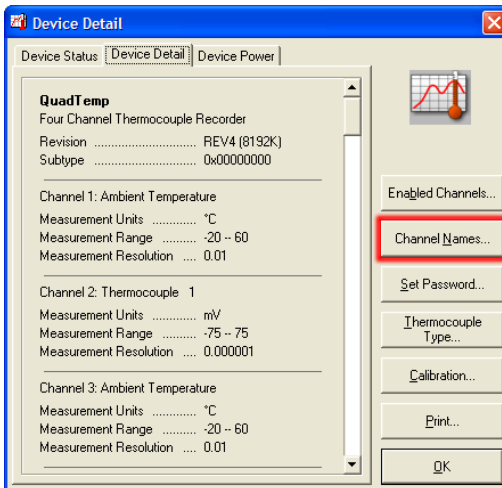 Device Detail
Device Status Device Detail Device Power
QuadTemp
Four Channel Thermocouple Recorder
Revision ............................ REV4 (8192K)
Subtype ............................ 0x00000000
Channel 1: Ambient Temperature
Measurement Units ............. °C
Measurement Range .......... -20 -- 60
Measurement Resolution .... 0.01
Channel 2: Thermocouple 1
Measurement Units ............. mV
Measurement Range .......... -75 -- 75
Measurement Resolution .... 0.000001
Channel 3: Ambient Temperature
Measurement Units ............. °C
Measurement Range .......... -20 -- 60
Measurement Resolution .... 0.01
Enabled Channels...
Channel Names...
Set Password...
Thermocouple
Type...
Calibration...
Print...
OK